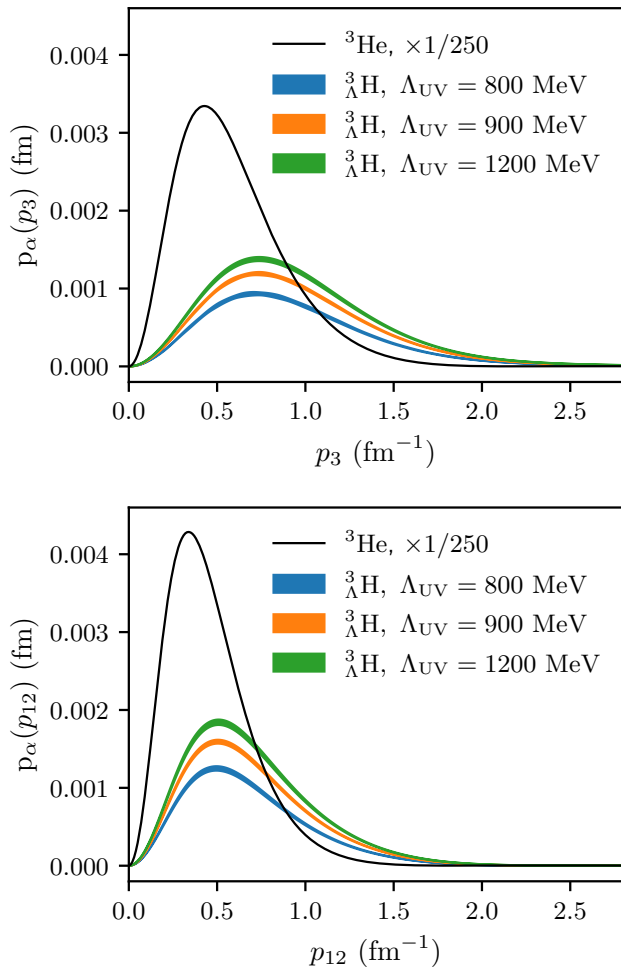 0.004
0.003
0.002
0.001
0.000
pα(p₃) (fm)
³He, ×1/250
³ΛH, ΛUV = 800 MeV
³ΛH, ΛUV = 900 MeV
³ΛH, ΛUV = 1200 MeV
0.0 0.5 1.0 1.5 2.0 2.5
p₃ (fm⁻¹)
0.004
0.003
0.002
0.001
0.000
pα(p₁₂) (fm)
³He, ×1/250
³ΛH, ΛUV = 800 MeV
³ΛH, ΛUV = 900 MeV
³ΛH, ΛUV = 1200 MeV
0.0 0.5 1.0 1.5 2.0 2.5
p₁₂ (fm⁻¹)